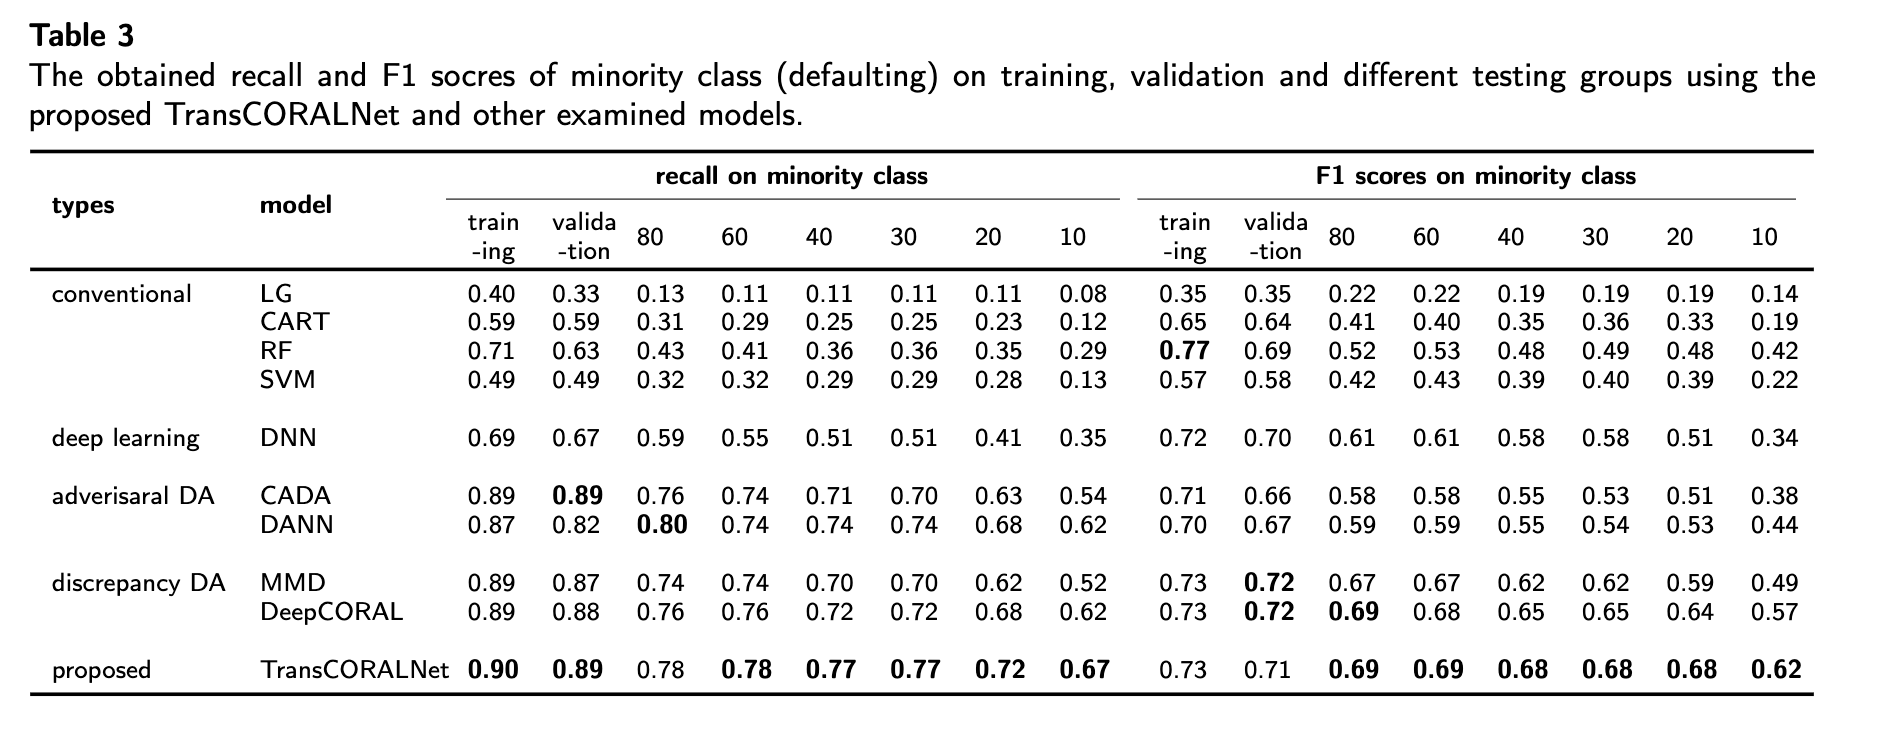 Table 3
The obtained recall and F1 socres of minority class (defaulting) on training, validation and different testing groups using the
proposed TransCORALNet and other examined models.
types model recall on minority class F1 scores on minority class
train-ing valida-tion 80 60 40 30 20 10 train-ing valida-tion 80 60 40 30 20 10
conventional LG 0.40 0.33 0.13 0.11 0.11 0.11 0.11 0.08 0.35 0.35 0.22 0.22 0.19 0.19 0.19 0.14
CART 0.59 0.59 0.31 0.29 0.25 0.25 0.23 0.12 0.65 0.64 0.41 0.40 0.35 0.36 0.33 0.19
RF 0.71 0.63 0.43 0.41 0.36 0.36 0.35 0.29 0.77 0.69 0.52 0.53 0.48 0.49 0.48 0.42
SVM 0.49 0.49 0.32 0.32 0.29 0.29 0.28 0.13 0.57 0.58 0.42 0.43 0.39 0.40 0.39 0.22
deep learning DNN 0.69 0.67 0.59 0.55 0.51 0.51 0.41 0.35 0.72 0.70 0.61 0.61 0.58 0.58 0.51 0.34
adverisaral DA CADA 0.89 0.89 0.76 0.74 0.71 0.70 0.63 0.54 0.71 0.66 0.58 0.58 0.55 0.53 0.51 0.38
DANN 0.87 0.82 0.80 0.74 0.74 0.74 0.68 0.62 0.70 0.67 0.59 0.59 0.55 0.54 0.53 0.44
discrepancy DA MMD 0.89 0.87 0.74 0.74 0.70 0.70 0.62 0.52 0.73 0.72 0.67 0.67 0.62 0.62 0.59 0.49
DeepCORAL 0.89 0.88 0.76 0.76 0.72 0.72 0.68 0.62 0.73 0.72 0.69 0.68 0.65 0.65 0.64 0.57
proposed TransCORALNet 0.90 0.89 0.78 0.78 0.77 0.77 0.72 0.67 0.73 0.71 0.69 0.69 0.68 0.68 0.68 0.62